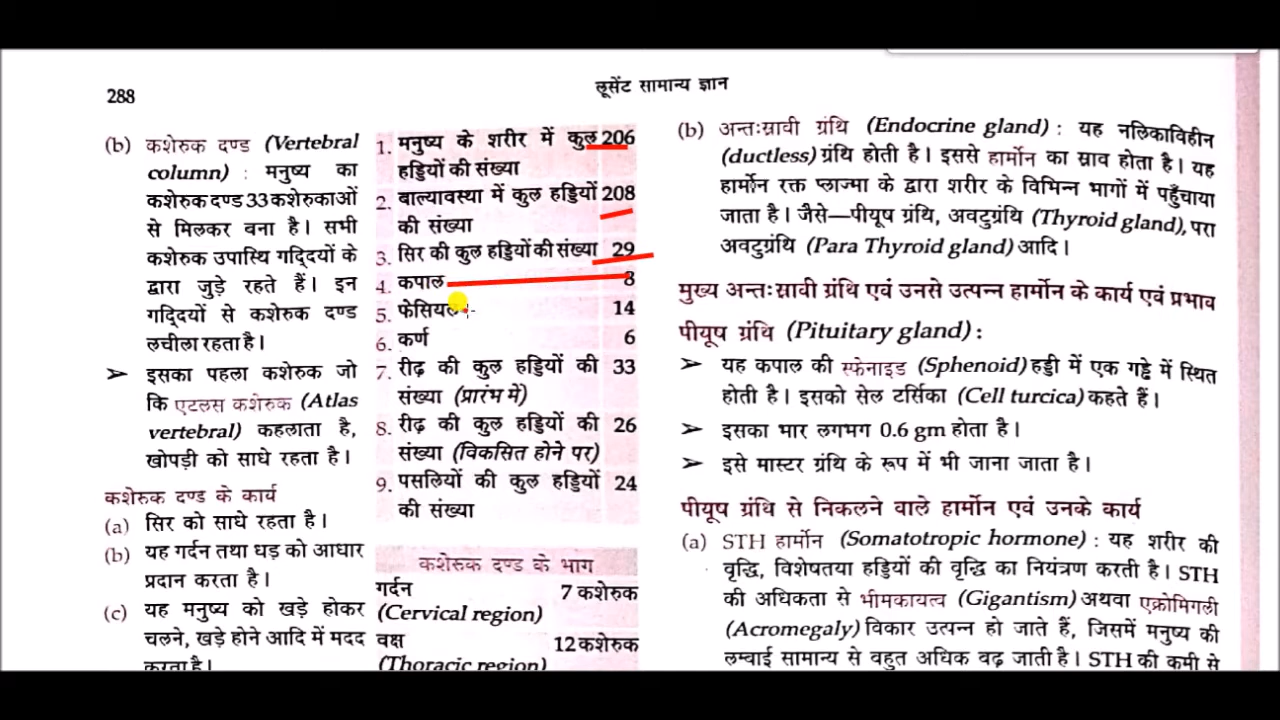 288
लूसेंट सामान्य ज्ञान
(b) कशेरुक दण्ड (Vertebral
column) : मनुष्य का
कशेरुक दण्ड 33 कशेरुकाओं
से मिलकर बना है। सभी
कशेरुक उपास्थि गद्दियों के
द्वारा जुड़े रहते हैं। इन
गद्दियों से कशेरुक दण्ड
लचीला रहता है।
➢ इसका पहला कशेरुक जो
कि एटलस कशेरुक (Atlas
vertebral) कहलाता है,
खोपड़ी को साधे रहता है।
कशेरुक दण्ड के कार्य
(a) सिर को साधे रहता है।
(b) यह गर्दन तथा धड़ को आधार
प्रदान करता है।
(c) यह मनुष्य को खड़े होकर
चलने, खड़े होने आदि में मदद
करता है।
1. मनुष्य के शरीर में कुल 206
हड्डियों की संख्या
2. बाल्यावस्था में कुल हड्डियों 208
की संख्या
3. सिर की कुल हड्डियों की संख्या 29
4. कपाल 8
5. फेसियल 14
6. कर्ण 6
7. रीढ़ की कुल हड्डियों की 33
संख्या (प्रारंभ में)
8. रीढ़ की कुल हड्डियों की 26
संख्या (विकसित होने पर)
9. पसलियों की कुल हड्डियों 24
की संख्या
कशेरुक दण्ड के भाग
गर्दन 7 कशेरुक
(Cervical region)
वक्ष 12 कशेरुक
(Thoracic region)
(b) अन्तःस्रावी ग्रंथि (Endocrine gland) : यह नलिकाविहीन
(ductless) ग्रंथि होती है। इससे हार्मोन का स्राव होता है। यह
हार्मोन रक्त प्लाज्मा के द्वारा शरीर के विभिन्न भागों में पहुँचाया
जाता है। जैसे—पीयूष ग्रंथि, अवटुग्रंथि (Thyroid gland), परा
अवटुग्रंथि (Para Thyroid gland) आदि।
मुख्य अन्तःस्रावी ग्रंथि एवं उनसे उत्पन्न हार्मोन के कार्य एवं प्रभाव
पीयूष ग्रंथि (Pituitary gland) :
➢ यह कपाल की स्फेनाइड (Sphenoid) हड्डी में एक गड्ढे में स्थित
होती है। इसको सेल टर्सिका (Cell turcica) कहते हैं।
➢ इसका भार लगभग 0.6 gm होता है।
➢ इसे मास्टर ग्रंथि के रूप में भी जाना जाता है।
पीयूष ग्रंथि से निकलने वाले हार्मोन एवं उनके कार्य
(a) STH हार्मोन (Somatotropic hormone) : यह शरीर की
वृद्धि, विशेषतया हड्डियों की वृद्धि का नियंत्रण करती है। STH
की अधिकता से भीमकायत्व (Gigantism) अथवा एक्रोमिगली
(Acromegaly) विकार उत्पन्न हो जाते हैं, जिसमें मनुष्य की
लम्बाई सामान्य से बहुत अधिक बढ़ जाती है। STH की कमी से